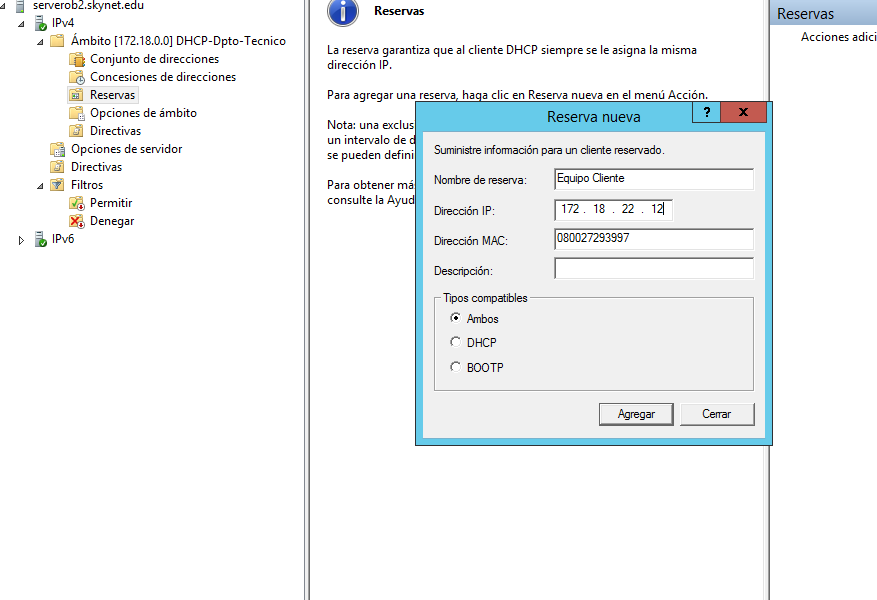 serverob2.skynet.edu
IPv4
Ámbito [172.18.0.0] DHCP-Dpto-Tecnico
Conjunto de direcciones
Concesiones de direcciones
Reservas
Opciones de ámbito
Directivas
Opciones de servidor
Directivas
Filtros
Permitir
Denegar
IPv6
Reservas
La reserva garantiza que al cliente DHCP siempre se le asigna la misma
dirección IP.
Para agregar una reserva, haga clic en Reserva nueva en el menú Acción.
Nota: una exclus
un intervalo de d
se pueden defini
Para obtener más
consulte la Ayud
Reserva nueva
? x
Suministre información para un cliente reservado.
Nombre de reserva: Equipo Cliente
Dirección IP: 172 . 18 . 22 . 12
Dirección MAC: 080027293997
Descripción:
Tipos compatibles
Ambos
DHCP
BOOTP
Agregar Cerrar
Reservas
Acciones adici